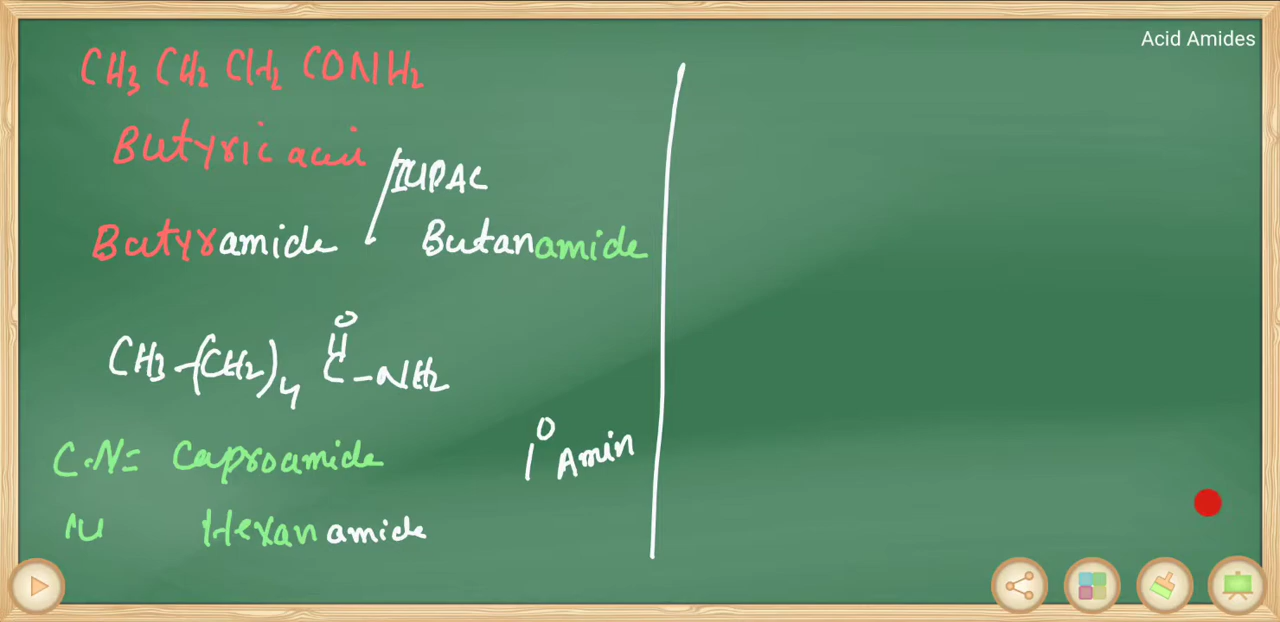 Acid Amides
CH3 CH2 CH2 CONH2
Butyric acid
IUPAC
Butyramide
Butanamide
O
CH3-(CH2)4 C-NH2
C.N= Caproamide
1° Amin
IU Hexanamide